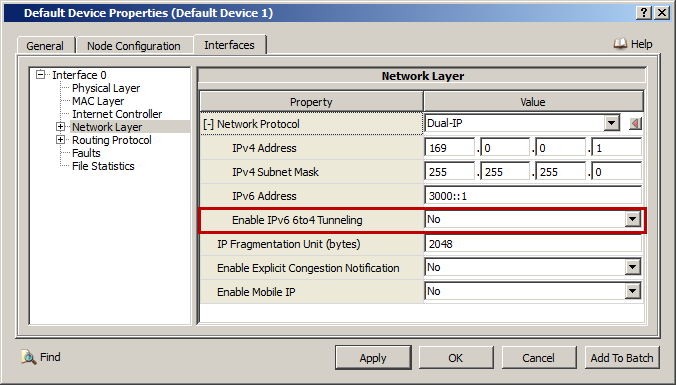 Default Device Properties (Default Device 1)
General Node Configuration Interfaces Help
Interface 0
Physical Layer
MAC Layer
Internet Controller
Network Layer
Routing Protocol
Faults
File Statistics
Network Layer
Property Value
[-] Network Protocol Dual-IP
IPv4 Address 169 . 0 . 0 . 1
IPv4 Subnet Mask 255 . 255 . 255 . 0
IPv6 Address 3000::1
Enable IPv6 6to4 Tunneling No
IP Fragmentation Unit (bytes) 2048
Enable Explicit Congestion Notification No
Enable Mobile IP No
Find Apply OK Cancel Add To Batch